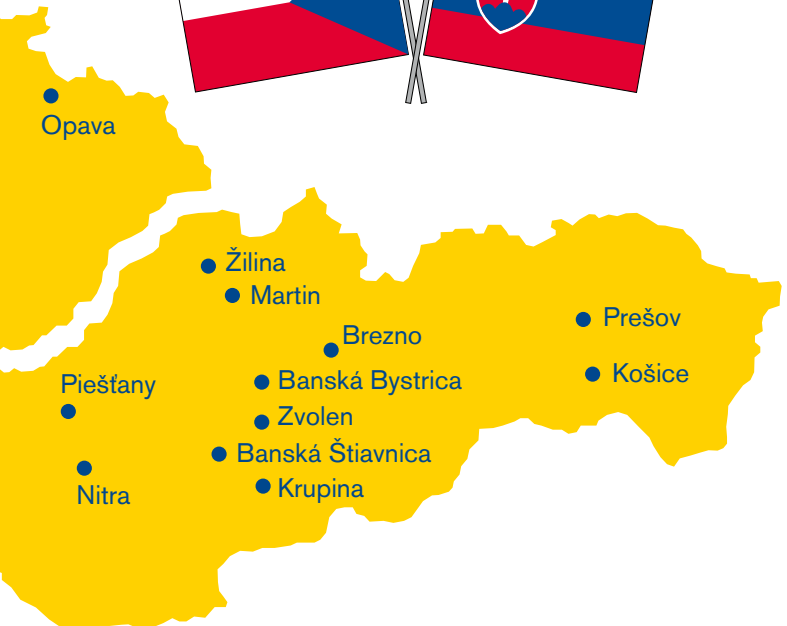 Opava
Žilina
Martin
Prešov
Brezno
Košice
Banská Bystrica
Piešťany
Zvolen
Banská Štiavnica
Krupina
Nitra